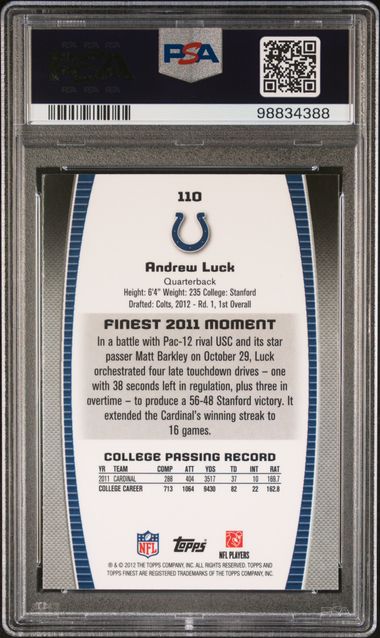 PSA
98834388
110
Andrew Luck
Quarterback
Height: 6'4" Weight: 235 College: Stanford
Drafted: Colts, 2012 - Rd. 1, 1st Overall
FINEST 2011 MOMENT
In a battle with Pac-12 rival USC and its star
passer Matt Barkley on October 29, Luck
orchestrated four late touchdown drives – one
with 38 seconds left in regulation, plus three in
overtime – to produce a 56-48 Stanford victory. It
extended the Cardinal's winning streak to
16 games.
COLLEGE PASSING RECORD
YR TEAM COMP ATT YDS TD INT RAT
2011 CARDINAL 288 404 3517 37 10 169.7
COLLEGE CAREER 713 1064 9430 82 22 162.8
NFL Topps NFL PLAYERS
® & © 2012 THE TOPPS COMPANY, INC. ALL RIGHTS RESERVED. TOPPS AND
TOPPS FINEST ARE REGISTERED TRADEMARKS OF THE TOPPS COMPANY, INC.